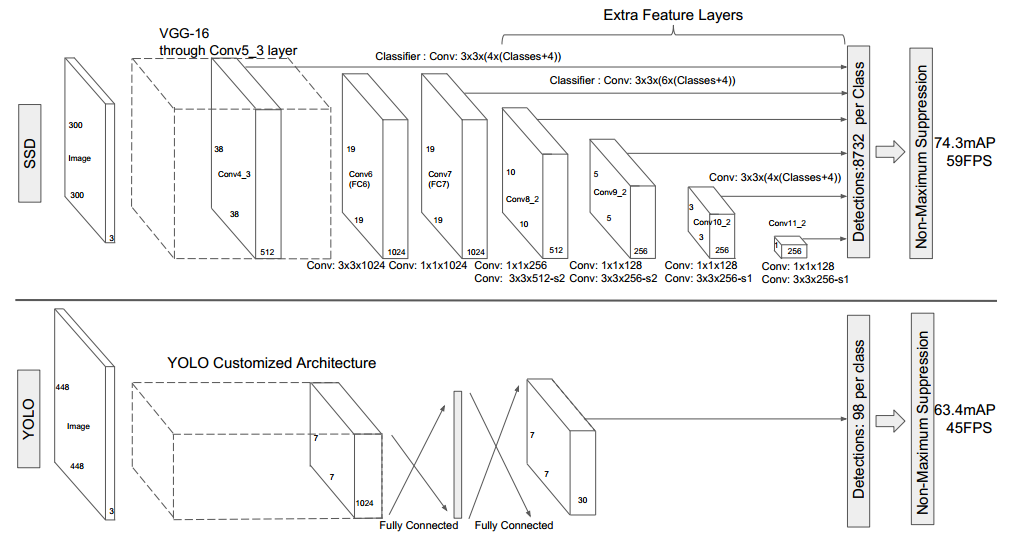 Extra Feature Layers
VGG-16
through Conv5_3 layer
Classifier : Conv: 3x3x(4x(Classes+4))
Classifier : Conv: 3x3x(6x(Classes+4))
SSD
300
Image
300
3
38
Conv4_3
38
512
19
Conv6
(FC6)
19
1024
19
Conv7
(FC7)
19
1024
10
Conv8_2
10
512
5
Conv9_2
5
256
Conv: 3x3x(4x(Classes+4))
3
Conv10_2
3
256
Conv11_2
1
256
Detections:8732 per Class
Non-Maximum Suppression
74.3mAP
59FPS
Conv: 3x3x1024
Conv: 1x1x1024
Conv: 1x1x256
Conv: 3x3x512-s2
Conv: 1x1x128
Conv: 3x3x256-s2
Conv: 1x1x128
Conv: 3x3x256-s1
Conv: 1x1x128
Conv: 3x3x256-s1
YOLO
448
Image
448
3
YOLO Customized Architecture
7
7
1024
Fully Connected
Fully Connected
7
7
30
Detections: 98 per class
Non-Maximum Suppression
63.4mAP
45FPS